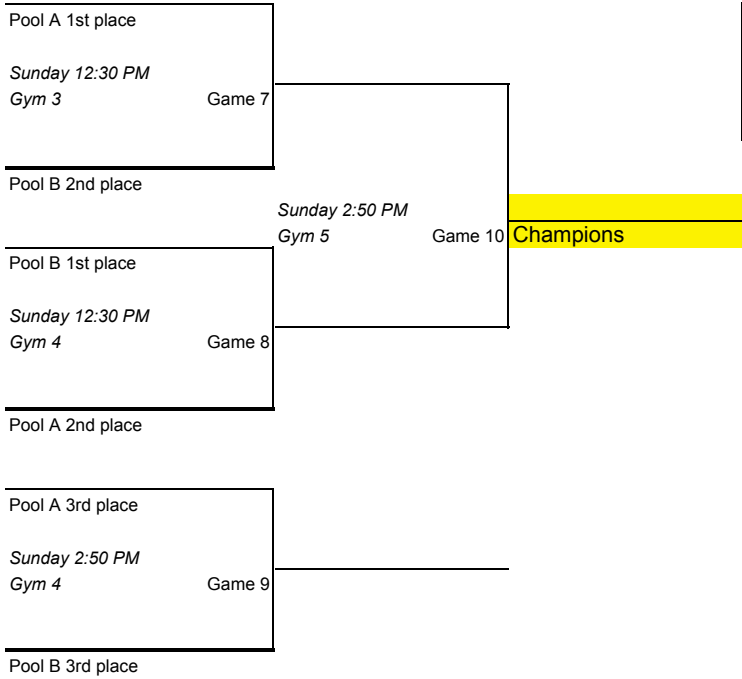 Pool A 1st place
Sunday 12:30 PM
Gym 3 Game 7
Pool B 2nd place
Sunday 2:50 PM
Gym 5 Game 10 Champions
Pool B 1st place
Sunday 12:30 PM
Gym 4 Game 8
Pool A 2nd place
Pool A 3rd place
Sunday 2:50 PM
Gym 4 Game 9
Pool B 3rd place